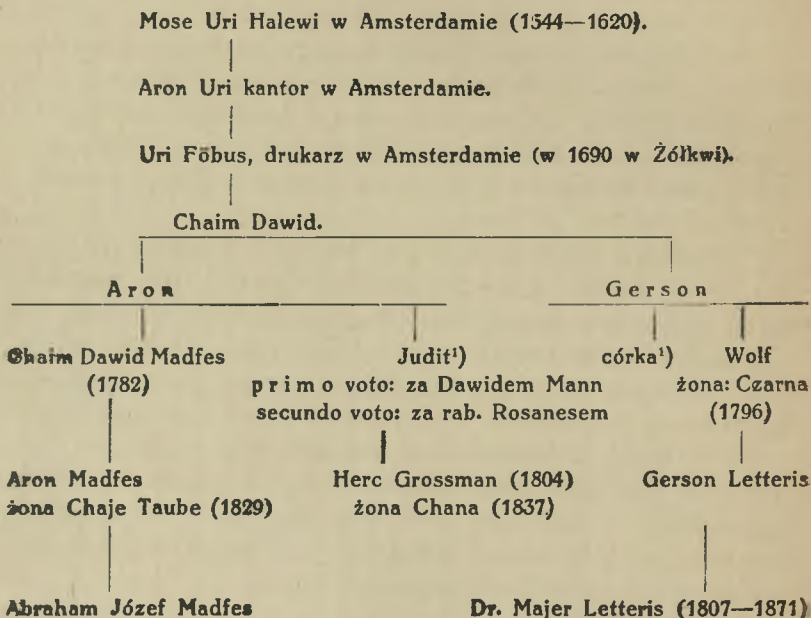 Mose Uri Halewi w Amsterdamie (1544—1620).
Aron Uri kantor w Amsterdamie.
Uri Föbus, drukarz w Amsterdamie (w 1690 w Żółkwi).
Chaim Dawid.
Aron Gerson
Chaim Dawid Madfes Judit¹) córka¹) Wolf
(1782) primo voto: za Dawidem Mann żona: Czarna
secundo voto: za rab. Rosanesem (1796)
Aron Madfes Herc Grossman (1804) Gerson Letteris
żona Chaje Taube (1829) żona Chana (1837)
Abraham Józef Madfes Dr. Majer Letteris (1807—1871)